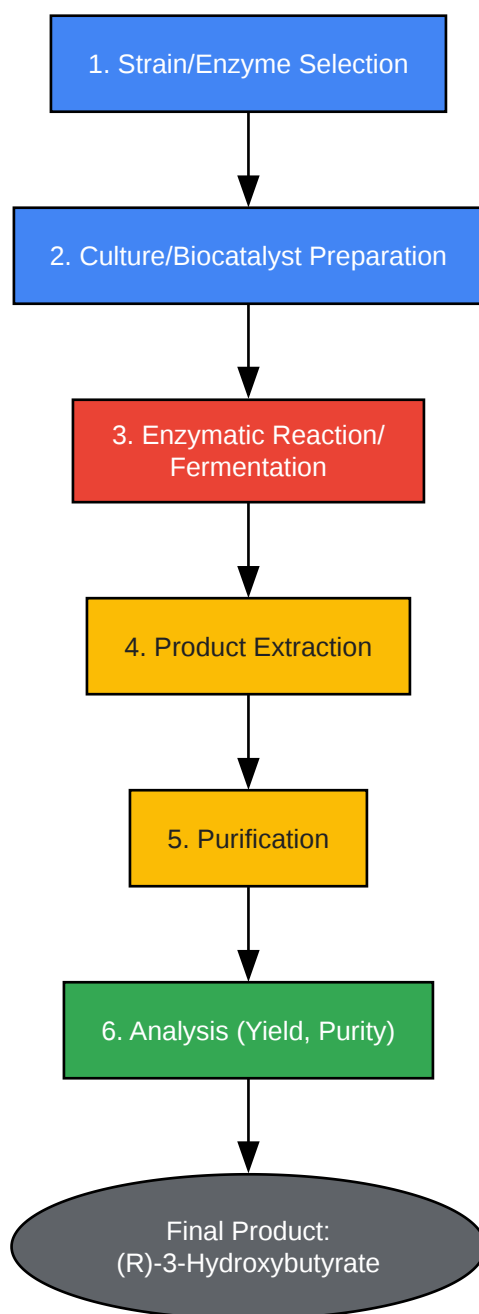 1. Strain/Enzyme Selection
2. Culture/Biocatalyst Preparation
3. Enzymatic Reaction/
Fermentation
4. Product Extraction
5. Purification
6. Analysis (Yield, Purity)
Final Product:
(R)-3-Hydroxybutyrate